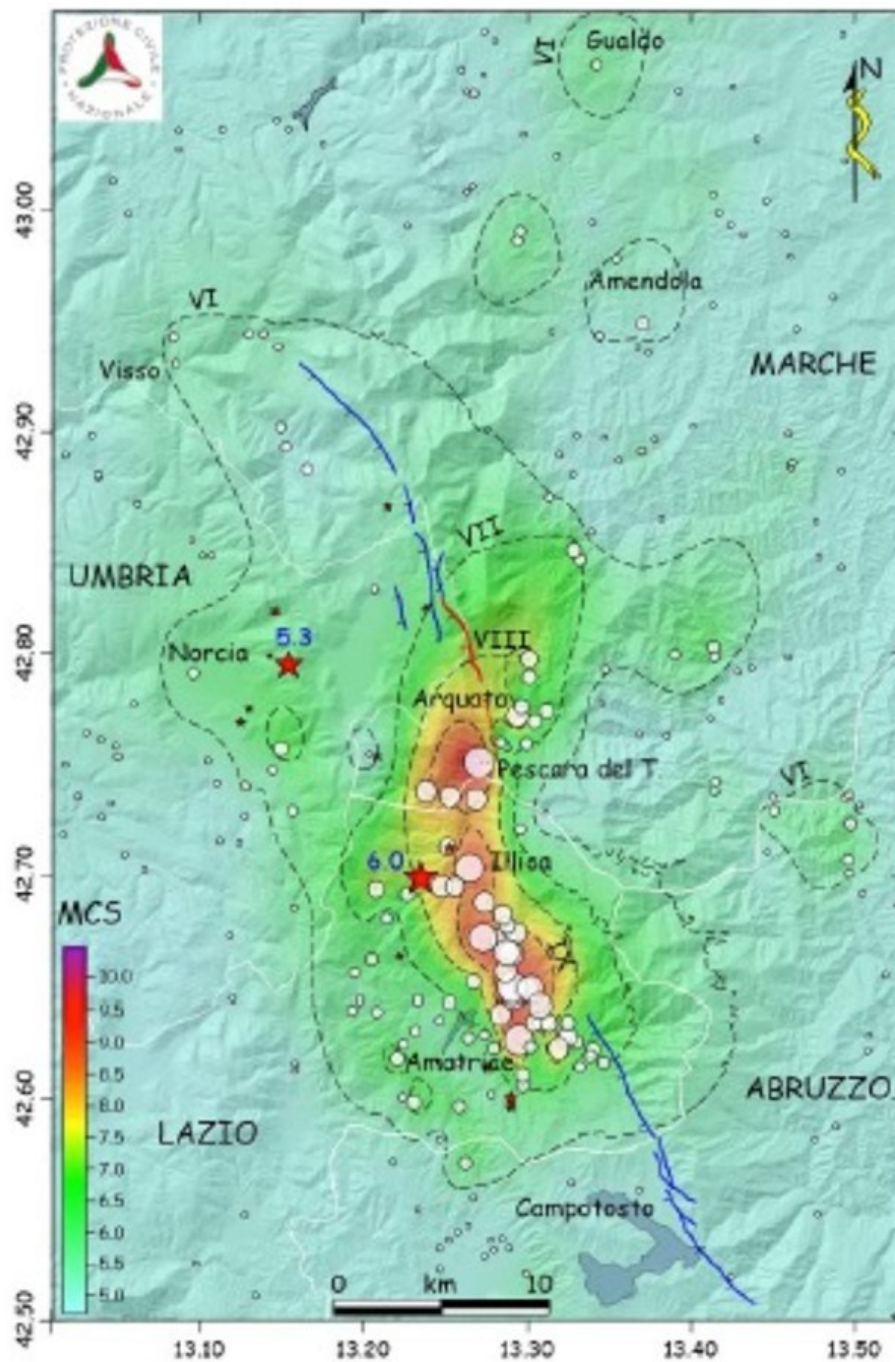 PROTEZIONE CIVILE
NAZIONALE
VI
Gualdo
N
43.00
Amendola
VI
Visso
MARCHE
42.90
VII
UMBRIA
5.3
VIII
42.80
Norcia
Arquata
Pescara del T.
VI
6.0
Illica
42.70
MCS
IX
10.0
9.5
9.0
8.5
8.0
7.5
7.0
6.5
6.0
5.5
5.0
Amatrice
42.60
LAZIO
ABRUZZO
Campotosto
0 km 10
42.50
13.10 13.20 13.30 13.40 13.50